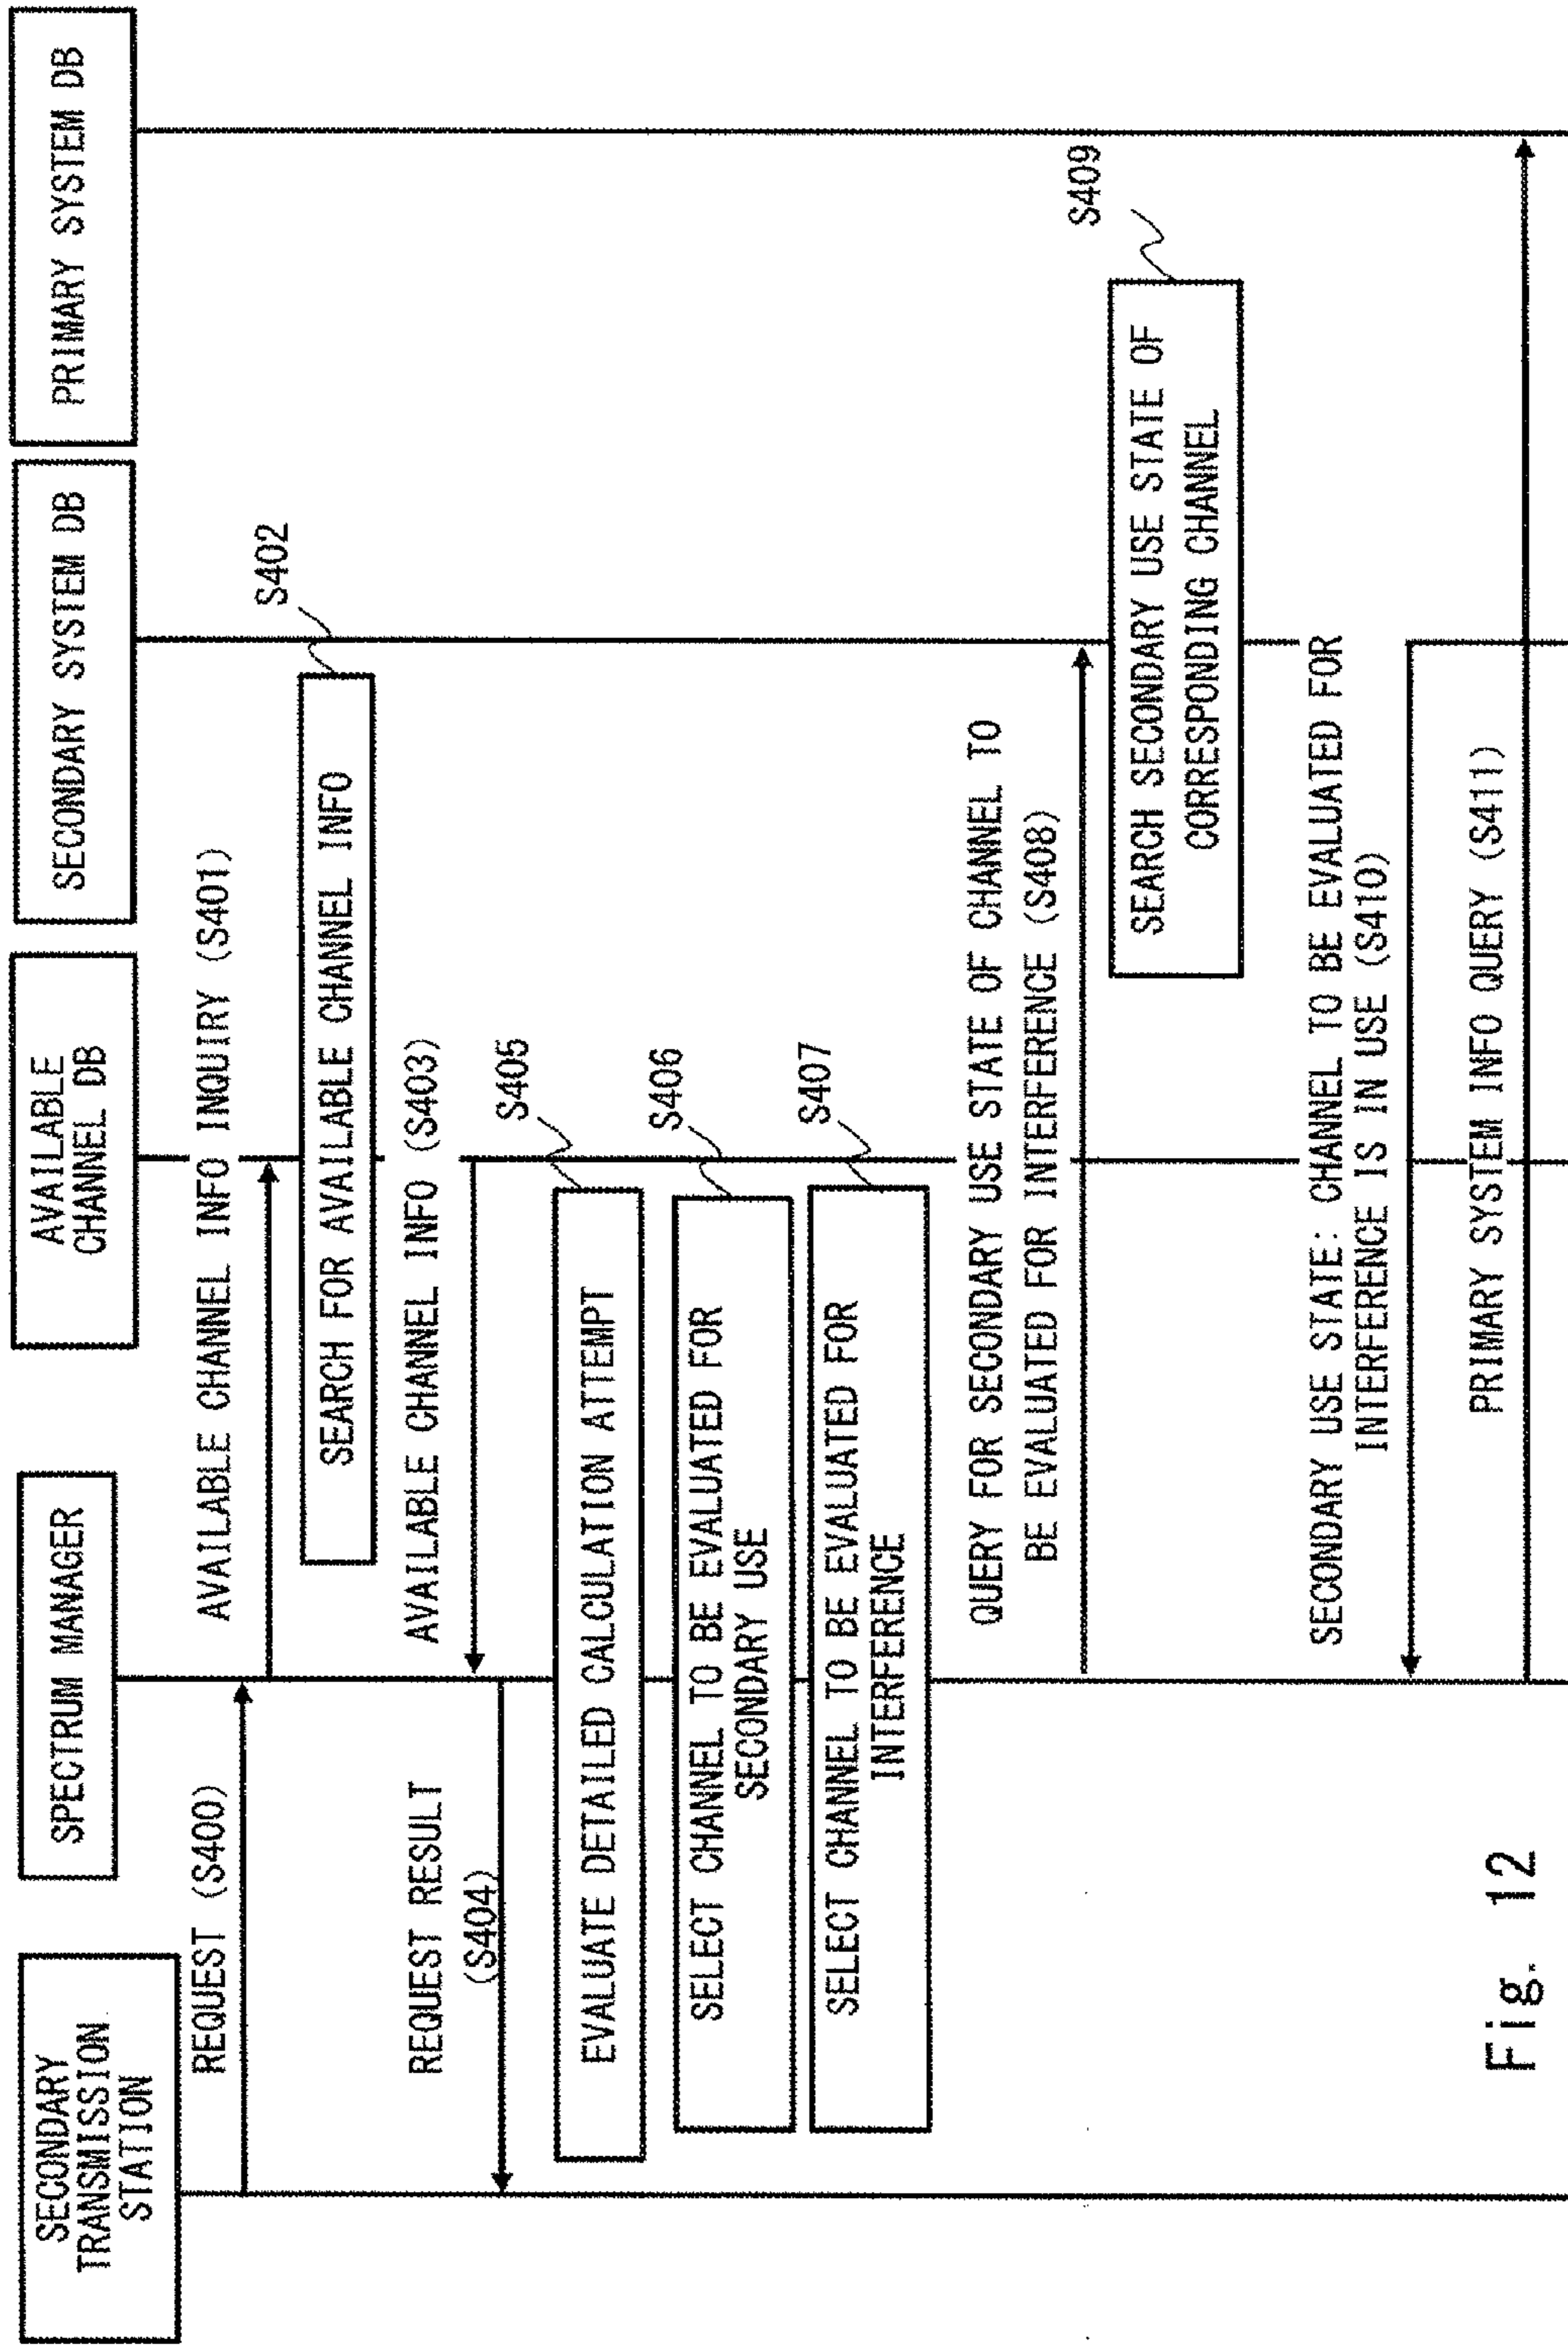 SECONDARY
TRANSMISSION
STATION
SPECTRUM MANAGER
AVAILABLE
CHANNEL DB
SECONDARY SYSTEM DB
PRIMARY SYSTEM DB
REQUEST (S400)
AVAILABLE CHANNEL INFO INQUIRY (S401)
S402
SEARCH FOR AVAILABLE CHANNEL INFO
AVAILABLE CHANNEL INFO (S403)
REQUEST RESULT
(S404)
S405
EVALUATE DETAILED CALCULATION ATTEMPT
S406
SELECT CHANNEL TO BE EVALUATED FOR
SECONDARY USE
S407
SELECT CHANNEL TO BE EVALUATED FOR
INTERFERENCE
QUERY FOR SECONDARY USE STATE OF CHANNEL TO
BE EVALUATED FOR INTERFERENCE (S408)
S409
SEARCH SECONDARY USE STATE OF
CORRESPONDING CHANNEL
SECONDARY USE STATE: CHANNEL TO BE EVALUATED FOR
INTERFERENCE IS IN USE (S410)
PRIMARY SYSTEM INFO QUERY (S411)
Fig. 12